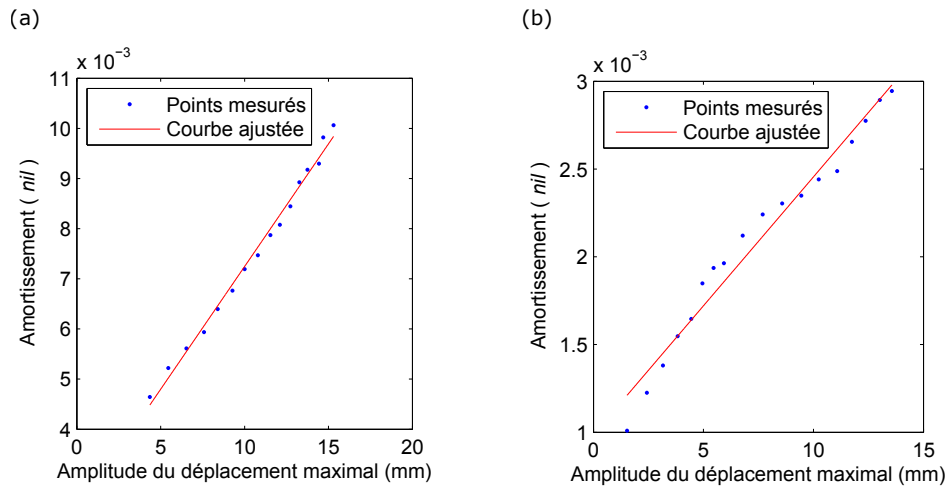 (a)
x 10⁻³
11
10
9
8
7
6
5
4
0 5 10 15 20
Amortissement ( nil )
Amplitude du déplacement maximal (mm)
Points mesurés
Courbe ajustée
(b)
x 10⁻³
3
2.5
2
1.5
1
0 5 10 15
Amortissement ( nil )
Amplitude du déplacement maximal (mm)
Points mesurés
Courbe ajustée